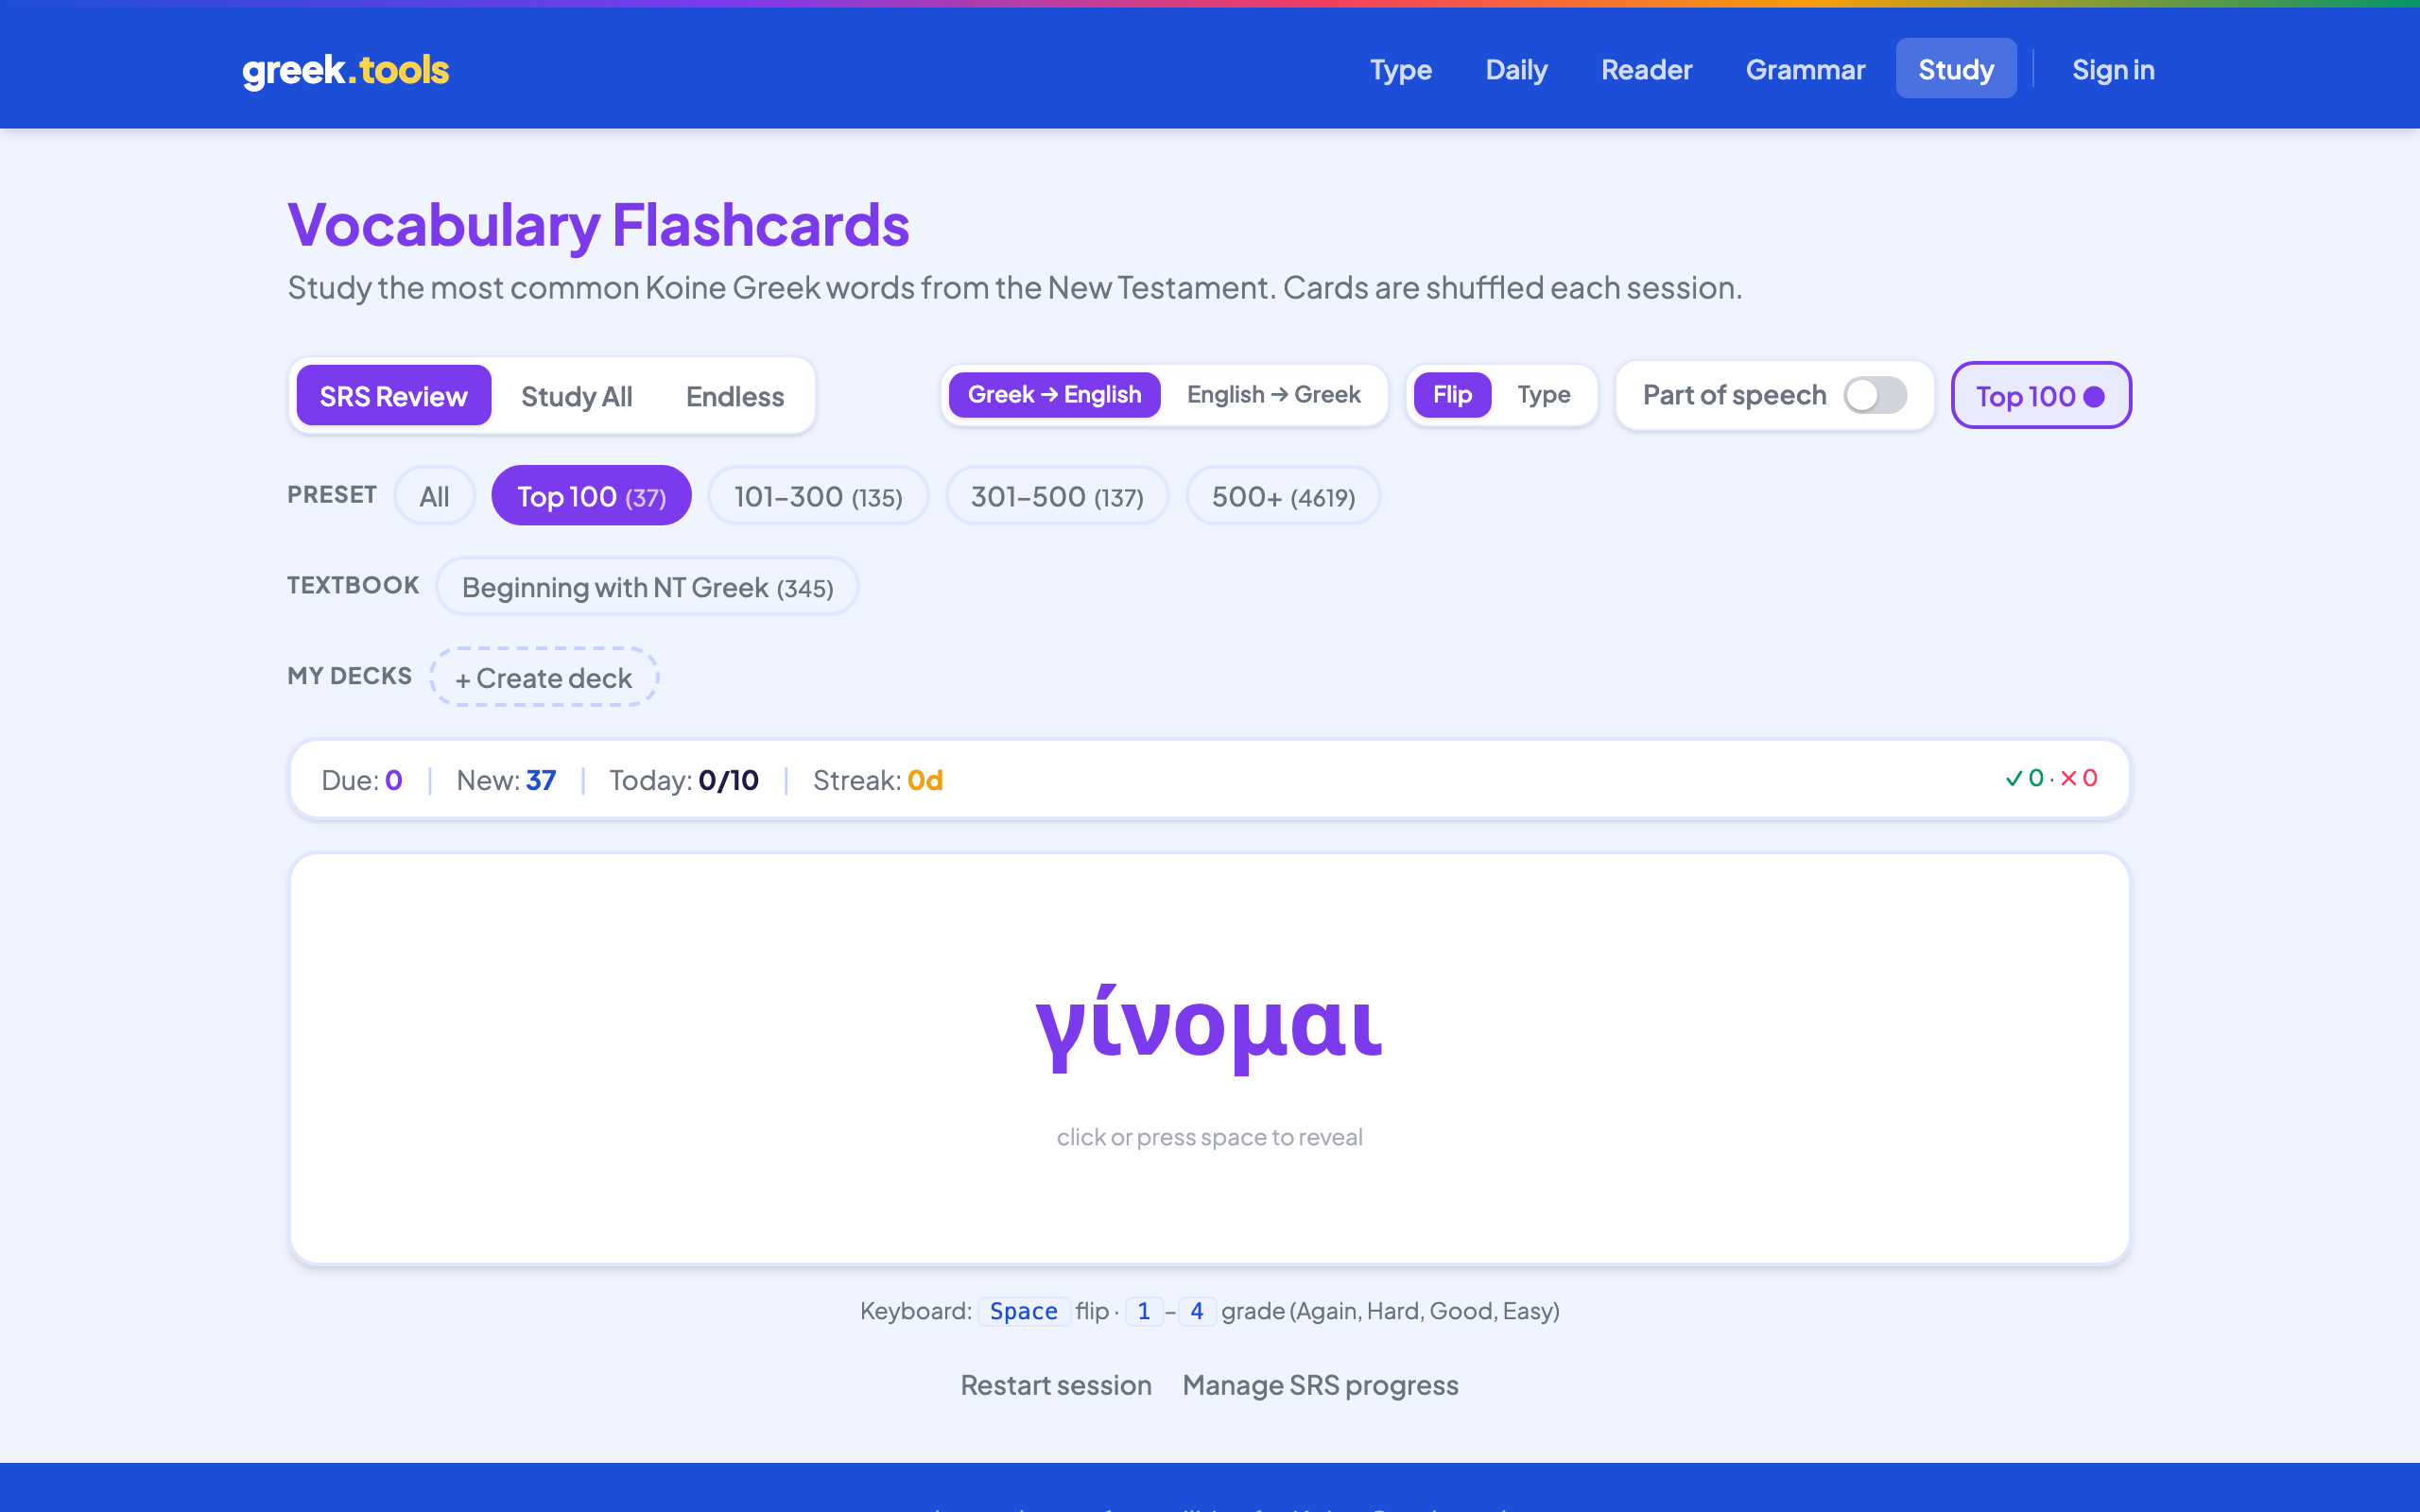 greek.tools Type Daily Reader Grammar Study Sign in
Vocabulary Flashcards
Study the most common Koine Greek words from the New Testament. Cards are shuffled each session.
SRS Review Study All Endless Greek → English English → Greek Flip Type Part of speech Top 100 ●
PRESET All Top 100 (37) 101–300 (135) 301–500 (137) 500+ (4619)
TEXTBOOK Beginning with NT Greek (345)
MY DECKS + Create deck
Due: 0 | New: 37 | Today: 0/10 | Streak: 0d ✓ 0 · ✕ 0
γίνομαι
click or press space to reveal
Keyboard: Space flip · 1 – 4 grade (Again, Hard, Good, Easy)
Restart session Manage SRS progress